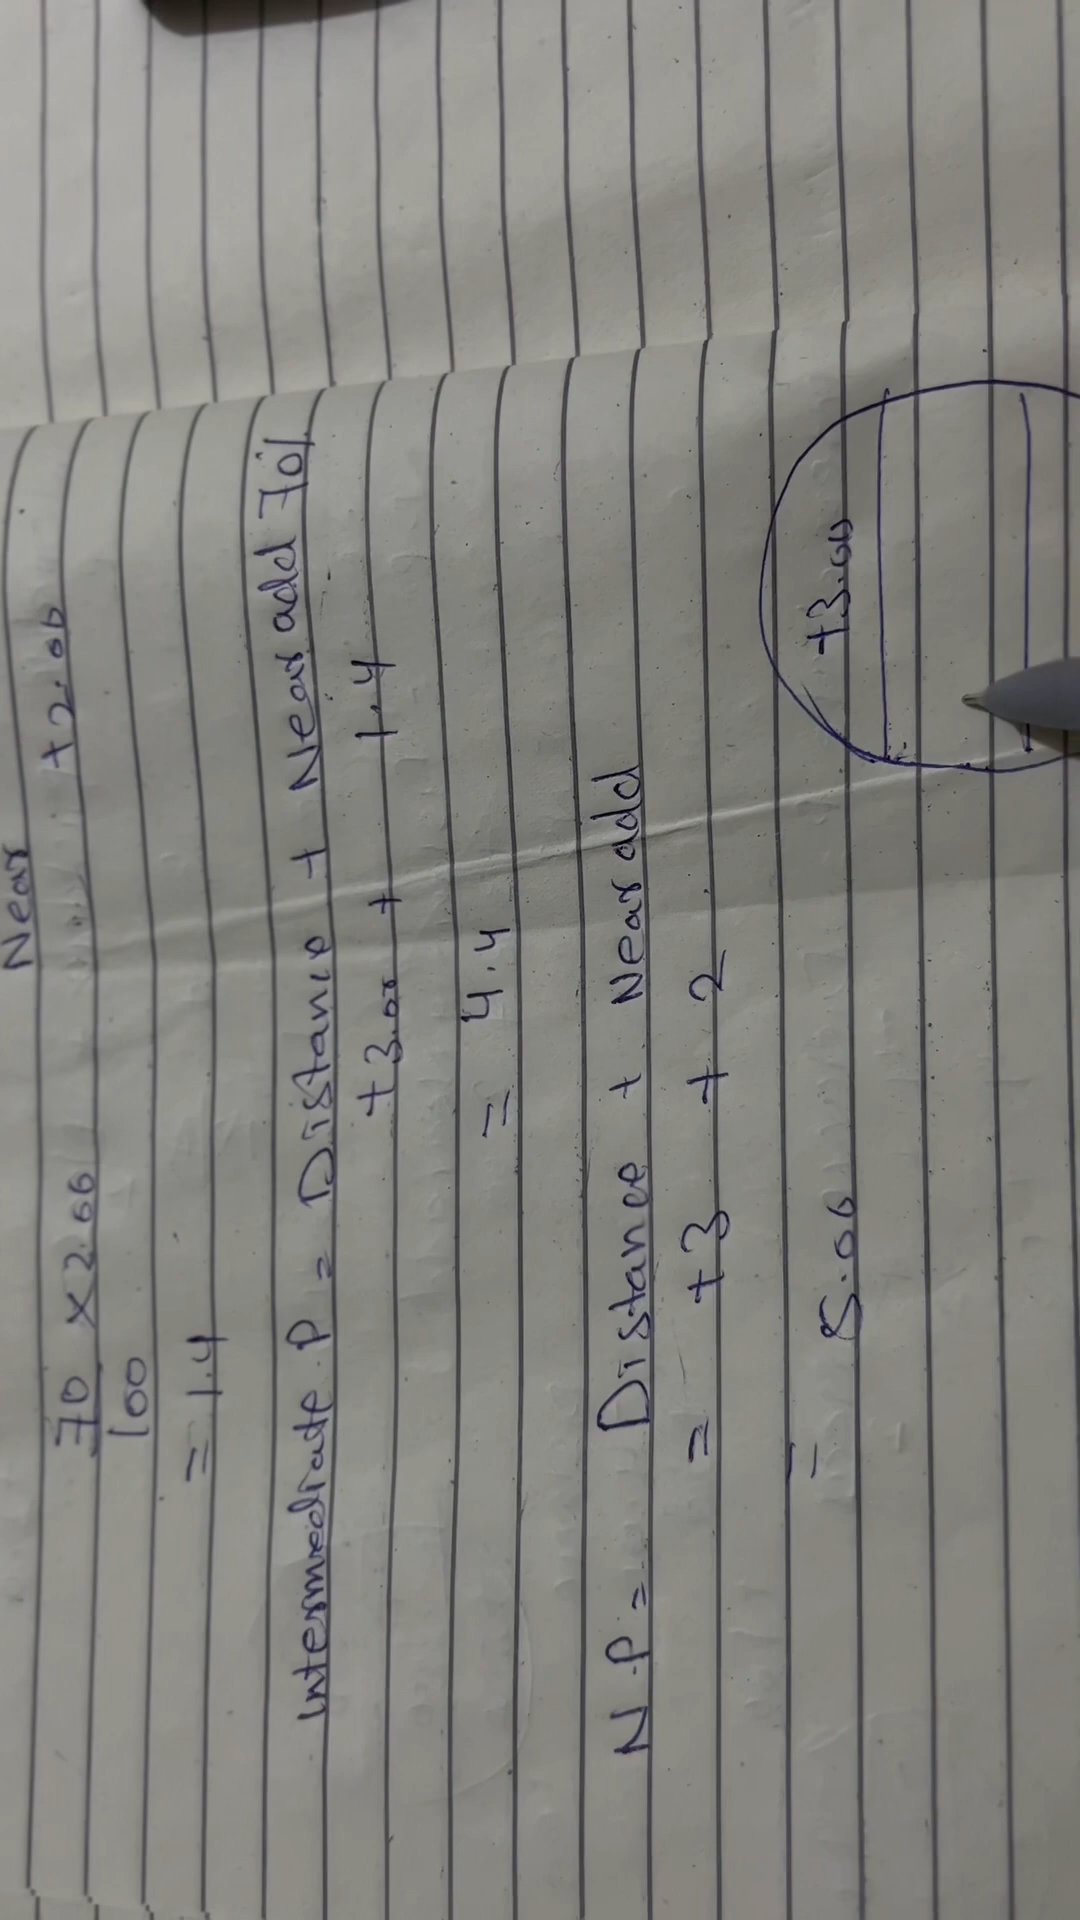 Near
70 × 2.00 +2.00
100
= 1.4
Intermediate. P = Distance + Near add 70%
+3.00 + 1.4
= 4.4
N.P = Distance + Near add
= +3 + 2
= 5.00
+3.00